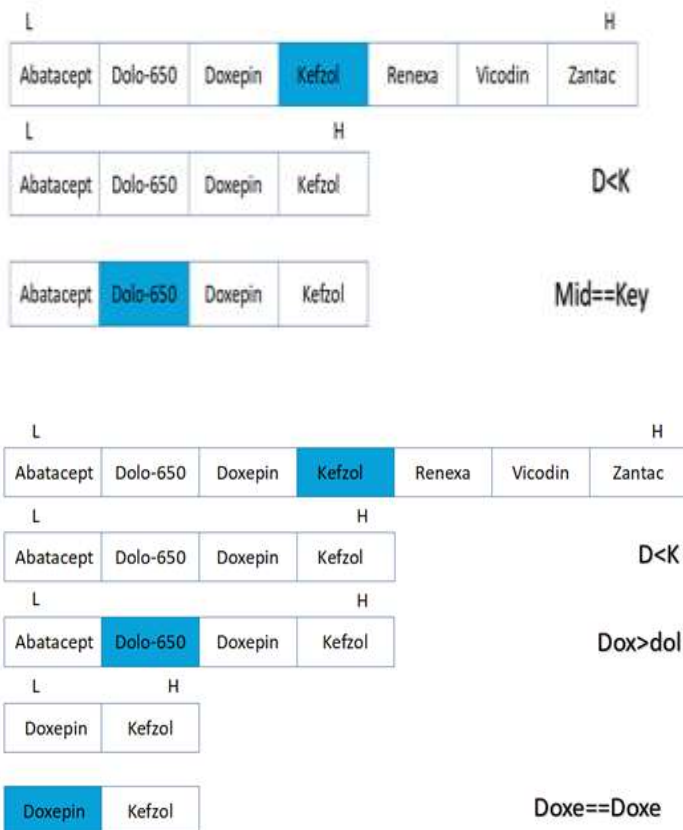 L H
Abatacept Dolo-650 Doxepin Kefzol Renexa Vicodin Zantac
L H
Abatacept Dolo-650 Doxepin Kefzol D<K
Abatacept Dolo-650 Doxepin Kefzol Mid==Key
L H
Abatacept Dolo-650 Doxepin Kefzol Renexa Vicodin Zantac
L H
Abatacept Dolo-650 Doxepin Kefzol D<K
L H
Abatacept Dolo-650 Doxepin Kefzol Dox>dol
L H
Doxepin Kefzol
Doxepin Kefzol Doxe==Doxe